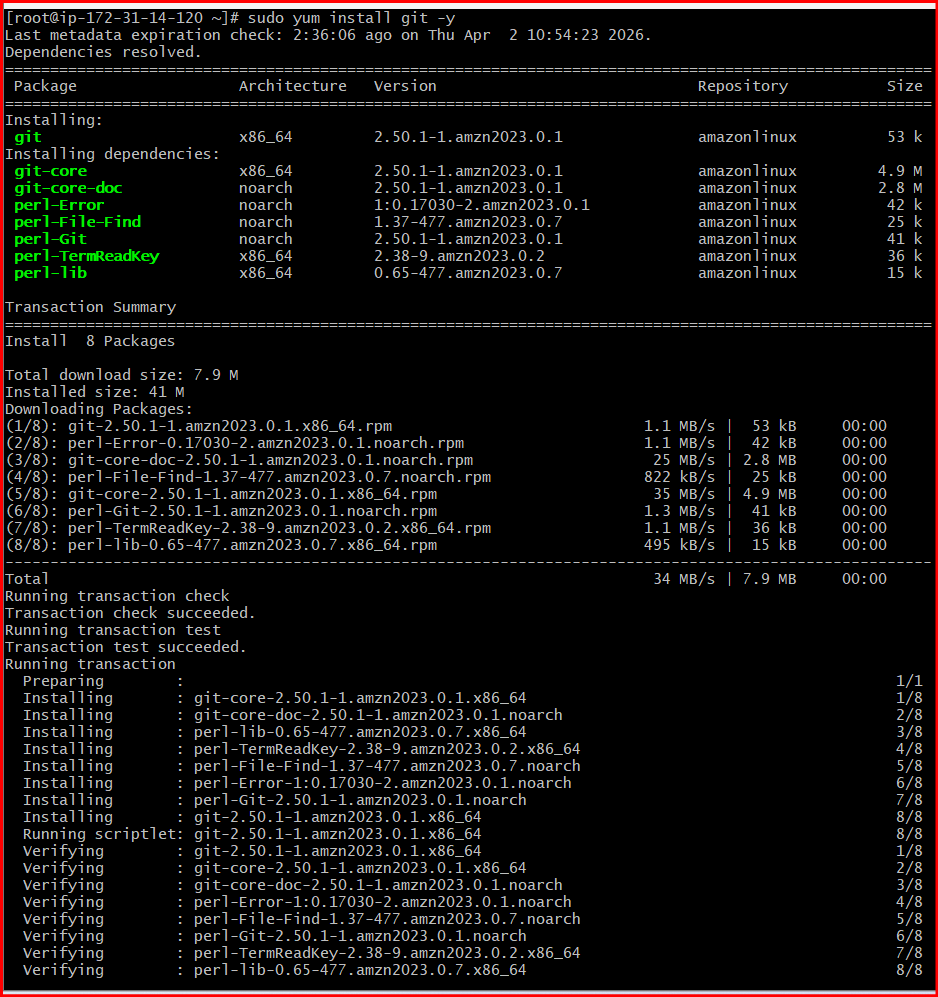 [root@ip-172-31-14-120 ~]# sudo yum install git -y
Last metadata expiration check: 2:36:06 ago on Thu Apr  2 10:54:23 2026.
Dependencies resolved.
=======================================================================================================
 Package                  Architecture   Version                             Repository           Size
=======================================================================================================
Installing:
 git                      x86_64         2.50.1-1.amzn2023.0.1               amazonlinux          53 k
Installing dependencies:
 git-core                 x86_64         2.50.1-1.amzn2023.0.1               amazonlinux         4.9 M
 git-core-doc             noarch         2.50.1-1.amzn2023.0.1               amazonlinux         2.8 M
 perl-Error               noarch         1:0.17030-2.amzn2023.0.1            amazonlinux          42 k
 perl-File-Find           noarch         1.37-477.amzn2023.0.7               amazonlinux          25 k
 perl-Git                 noarch         2.50.1-1.amzn2023.0.1               amazonlinux          41 k
 perl-TermReadKey         x86_64         2.38-9.amzn2023.0.2                 amazonlinux          36 k
 perl-lib                 x86_64         0.65-477.amzn2023.0.7               amazonlinux          15 k
Transaction Summary
=======================================================================================================
Install  8 Packages
Total download size: 7.9 M
Installed size: 41 M
Downloading Packages:
(1/8): git-2.50.1-1.amzn2023.0.1.x86_64.rpm                            1.1 MB/s |  53 kB     00:00
(2/8): perl-Error-0.17030-2.amzn2023.0.1.noarch.rpm                    1.1 MB/s |  42 kB     00:00
(3/8): git-core-doc-2.50.1-1.amzn2023.0.1.noarch.rpm                    25 MB/s | 2.8 MB     00:00
(4/8): perl-File-Find-1.37-477.amzn2023.0.7.noarch.rpm                 822 kB/s |  25 kB     00:00
(5/8): git-core-2.50.1-1.amzn2023.0.1.x86_64.rpm                        35 MB/s | 4.9 MB     00:00
(6/8): perl-Git-2.50.1-1.amzn2023.0.1.noarch.rpm                       1.3 MB/s |  41 kB     00:00
(7/8): perl-TermReadKey-2.38-9.amzn2023.0.2.x86_64.rpm                 1.1 MB/s |  36 kB     00:00
(8/8): perl-lib-0.65-477.amzn2023.0.7.x86_64.rpm                       495 kB/s |  15 kB     00:00
-------------------------------------------------------------------------------------------------------
Total                                                                   34 MB/s | 7.9 MB     00:00
Running transaction check
Transaction check succeeded.
Running transaction test
Transaction test succeeded.
Running transaction
  Preparing        :                                                                               1/1
  Installing       : git-core-2.50.1-1.amzn2023.0.1.x86_64                                         1/8
  Installing       : git-core-doc-2.50.1-1.amzn2023.0.1.noarch                                     2/8
  Installing       : perl-lib-0.65-477.amzn2023.0.7.x86_64                                         3/8
  Installing       : perl-TermReadKey-2.38-9.amzn2023.0.2.x86_64                                   4/8
  Installing       : perl-File-Find-1.37-477.amzn2023.0.7.noarch                                   5/8
  Installing       : perl-Error-1:0.17030-2.amzn2023.0.1.noarch                                    6/8
  Installing       : perl-Git-2.50.1-1.amzn2023.0.1.noarch                                         7/8
  Installing       : git-2.50.1-1.amzn2023.0.1.x86_64                                              8/8
  Running scriptlet: git-2.50.1-1.amzn2023.0.1.x86_64                                              8/8
  Verifying        : git-2.50.1-1.amzn2023.0.1.x86_64                                              1/8
  Verifying        : git-core-2.50.1-1.amzn2023.0.1.x86_64                                         2/8
  Verifying        : git-core-doc-2.50.1-1.amzn2023.0.1.noarch                                     3/8
  Verifying        : perl-Error-1:0.17030-2.amzn2023.0.1.noarch                                    4/8
  Verifying        : perl-File-Find-1.37-477.amzn2023.0.7.noarch                                   5/8
  Verifying        : perl-Git-2.50.1-1.amzn2023.0.1.noarch                                         6/8
  Verifying        : perl-TermReadKey-2.38-9.amzn2023.0.2.x86_64                                   7/8
  Verifying        : perl-lib-0.65-477.amzn2023.0.7.x86_64                                         8/8